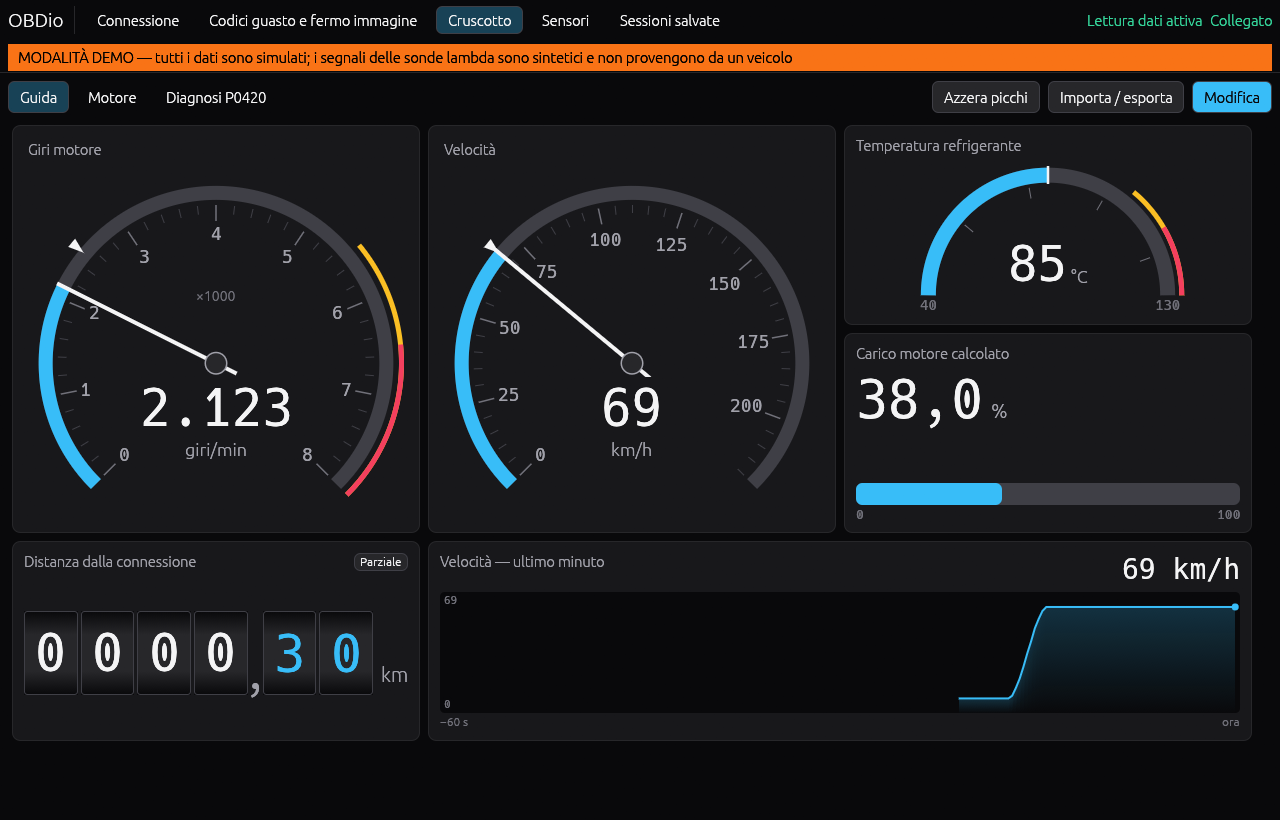 OBDio Connessione Codici guasto e fermo immagine Cruscotto Sensori Sessioni salvate Lettura dati attiva Collegato
MODALITÀ DEMO — tutti i dati sono simulati; i segnali delle sonde lambda sono sintetici e non provengono da un veicolo
Guida Motore Diagnosi P0420 Azzera picchi Importa / esporta Modifica
Giri motore
0
1
2
3
4
5
6
7
8
×1000
2.123
giri/min
Velocità
0
25
50
75
100
125
150
175
200
69
km/h
Temperatura refrigerante
85 °C
40 130
Carico motore calcolato
38,0 %
0 100
Distanza dalla connessione Parziale
0000,30 km
Velocità — ultimo minuto
69 km/h
69
0
−60 s ora